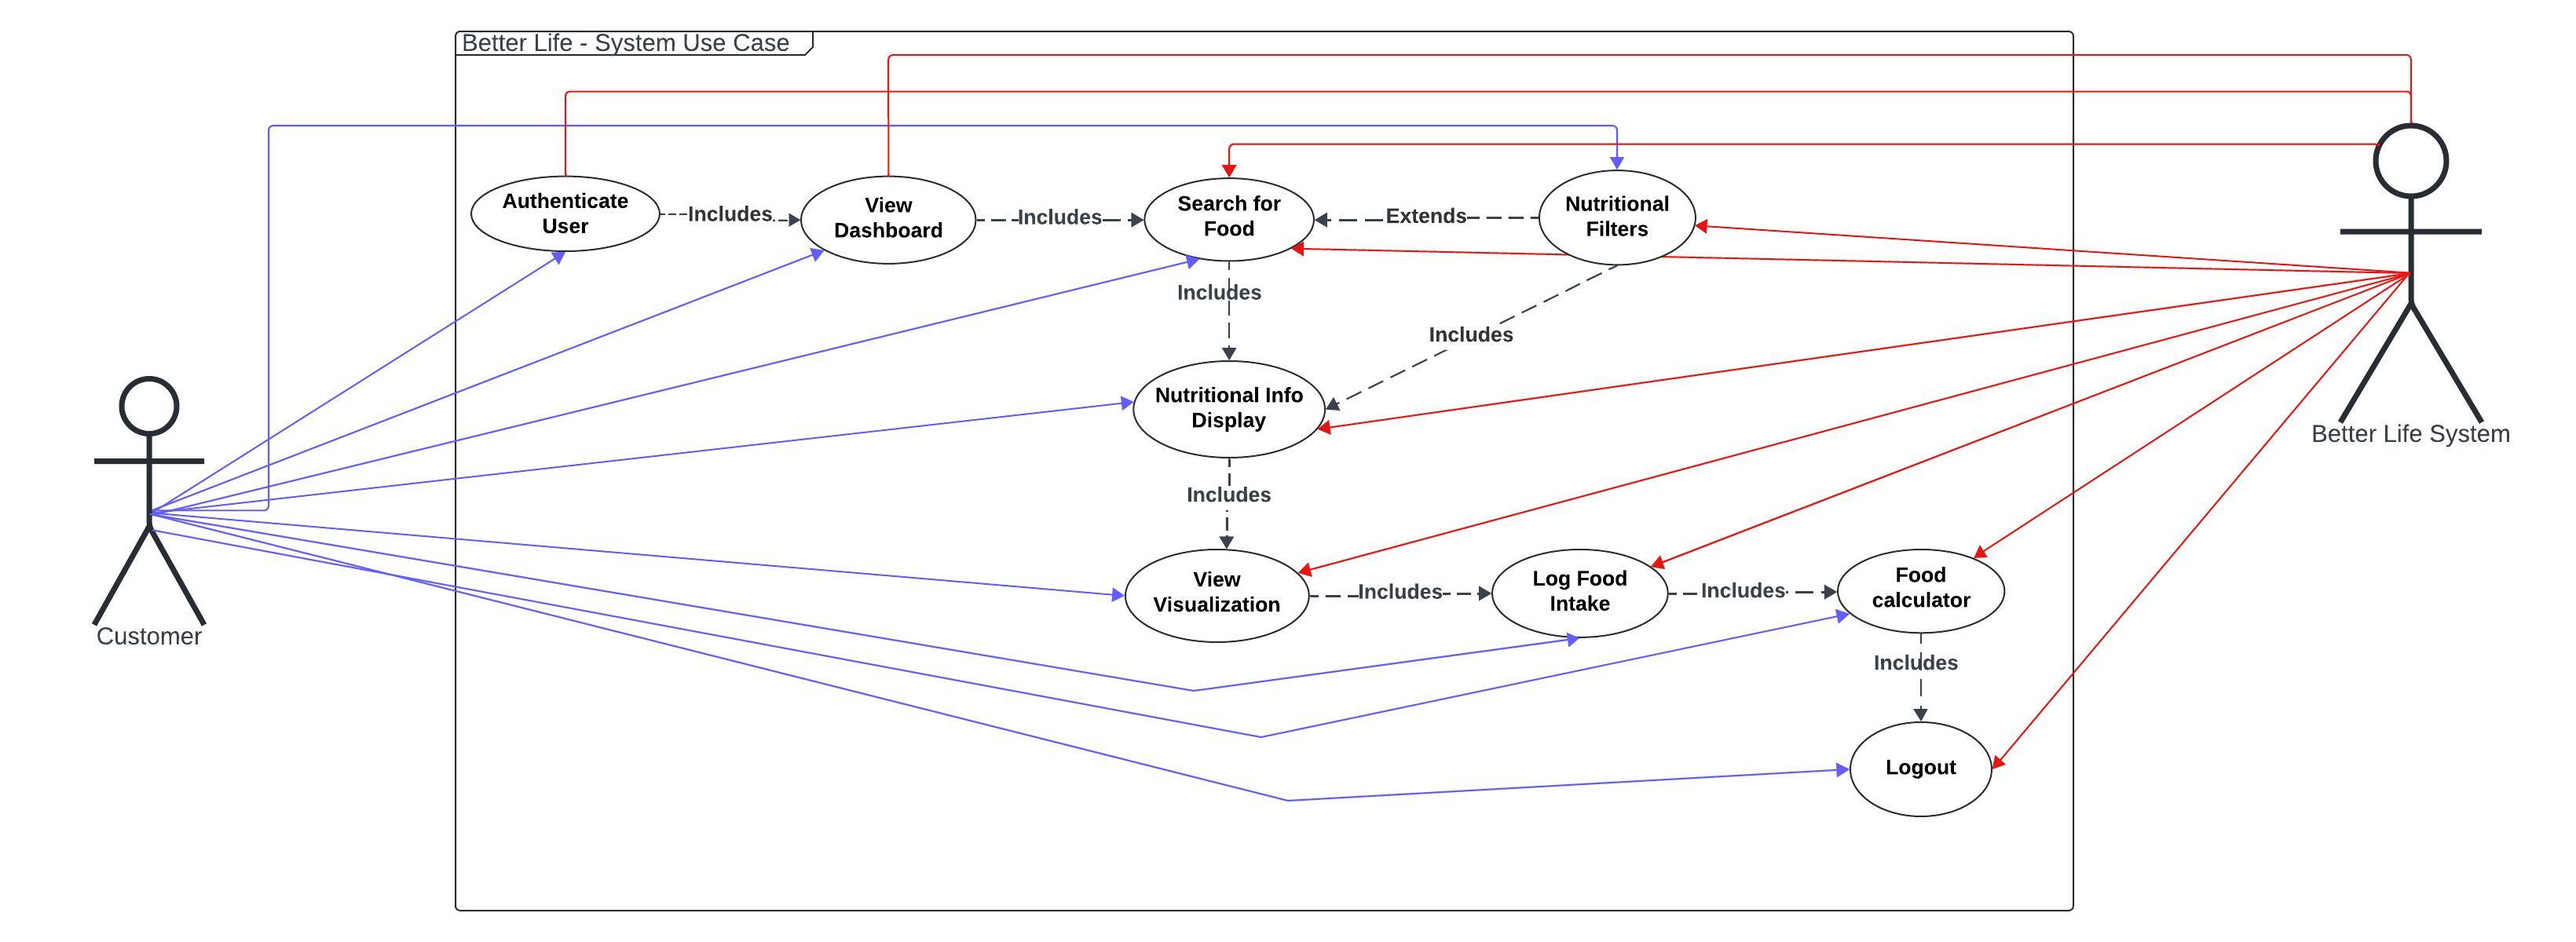 Better Life - System Use Case
Authenticate
User
Includes
View
Dashboard
Includes
Search for
Food
Extends
Nutritional
Filters
Includes
Includes
Nutritional Info
Display
Includes
View
Visualization
Includes
Log Food
Intake
Includes
Food
calculator
Includes
Logout
Customer
Better Life System